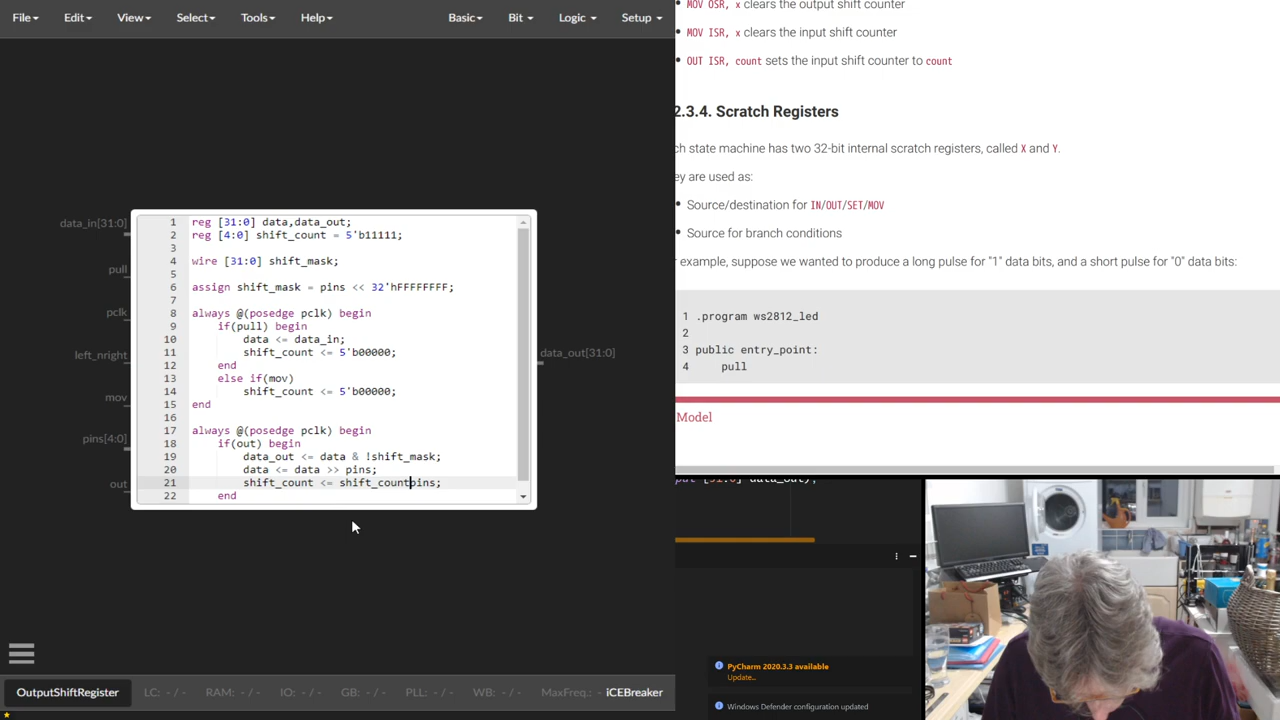 File Edit View Select Tools Help Basic Bit Logic Setup
data_in[31:0]
pull
pclk
left_nright
mov
pins[4:0]
out
1 reg [31:0] data,data_out;
2 reg [4:0] shift_count = 5'b11111;
3
4 wire [31:0] shift_mask;
5
6 assign shift_mask = pins << 32'hFFFFFFFF;
7
8 always @(posedge pclk) begin
9 if(pull) begin
10 data <= data_in;
11 shift_count <= 5'b00000;
12 end
13 else if(mov)
14 shift_count <= 5'b00000;
15 end
16
17 always @(posedge pclk) begin
18 if(out) begin
19 data_out <= data & !shift_mask;
20 data <= data >> pins;
21 shift_count <= shift_countpins;
22 end
data_out[31:0]
OutputShiftRegister LC: - / - RAM: - / - IO: - / - GB: - / - PLL: - / - WB: - / - MaxFreq.: - / - iCEBreaker
MOV OSR, x clears the output shift counter
MOV ISR, x clears the input shift counter
OUT ISR, count sets the input shift counter to count
2.3.4. Scratch Registers
ch state machine has two 32-bit internal scratch registers, called X and Y.
ey are used as:
Source/destination for IN/OUT/SET/MOV
Source for branch conditions
r example, suppose we wanted to produce a long pulse for "1" data bits, and a short pulse for "0" data bits:
1 .program ws2812_led
2
3 public entry_point:
4 pull
Model
data_out);
PyCharm 2020.3.3 available
Update...
Windows Defender configuration updated